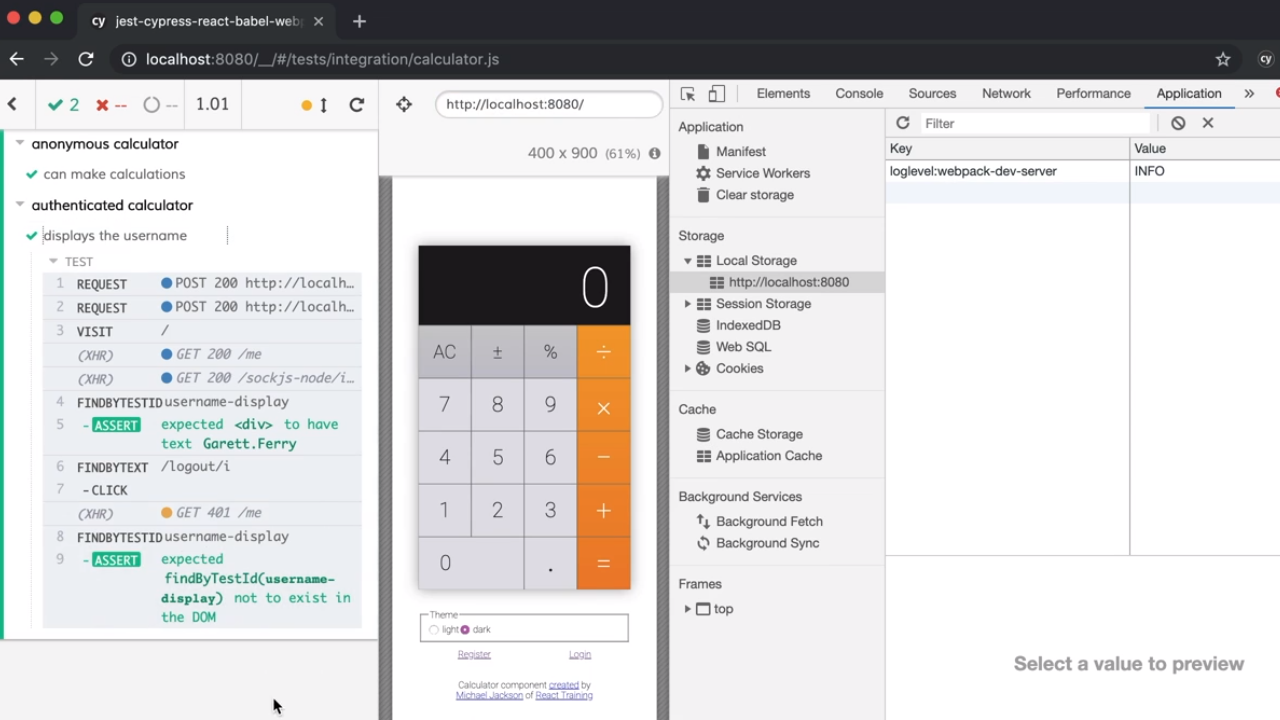 cy jest-cypress-react-babel-web
localhost:8080/__/#/tests/integration/calculator.js
cy
2 -- -- 1.01
anonymous calculator
can make calculations
authenticated calculator
displays the username
TEST
1 REQUEST POST 200 http://localh…
2 REQUEST POST 200 http://localh…
3 VISIT /
(XHR) GET 200 /me
(XHR) GET 200 /sockjs-node/i…
4 FINDBYTESTID username-display
5 -ASSERT expected <div> to have
text Garett.Ferry
6 FINDBYTEXT /logout/i
7 -CLICK
(XHR) GET 401 /me
8 FINDBYTESTID username-display
9 -ASSERT expected
findByTestId(username-
display) not to exist in
the DOM
http://localhost:8080/
400 x 900 (61%)
0
AC ± % ÷
7 8 9 ×
4 5 6 −
1 2 3 +
0 . =
Theme
light dark
Register Login
Calculator component created by
Michael Jackson of React Training
Elements Console Sources Network Performance Application »
Application
Manifest
Service Workers
Clear storage
Storage
Local Storage
http://localhost:8080
Session Storage
IndexedDB
Web SQL
Cookies
Cache
Cache Storage
Application Cache
Background Services
Background Fetch
Background Sync
Frames
top
Filter
Key Value
loglevel:webpack-dev-server INFO
Select a value to preview